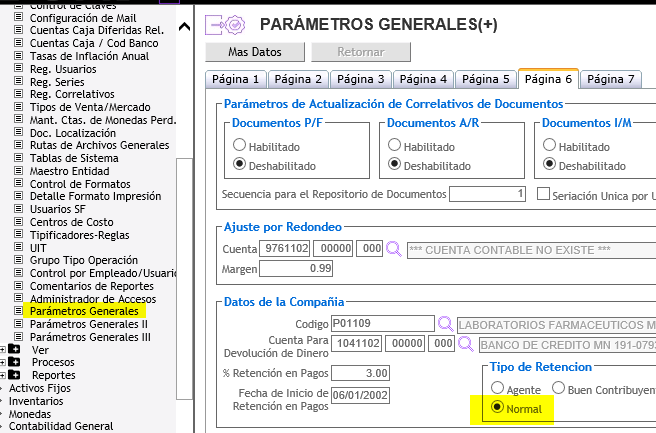 Control de Claves
Configuración de Mail
Cuentas Caja Diferidas Rel.
Cuentas Caja / Cod Banco
Tasas de Inflación Anual
Reg. Usuarios
Reg. Series
Reg. Correlativos
Tipos de Venta/Mercado
Mant. Ctas. de Monedas Perd.
Doc. Localización
Rutas de Archivos Generales
Tablas de Sistema
Maestro Entidad
Control de Formatos
Detalle Formato Impresión
Usuarios SF
Centros de Costo
Tipificadores-Reglas
UIT
Grupo Tipo Operación
Control por Empleado/Usuario
Comentarios de Reportes
Administrador de Accesos
Parámetros Generales
Parámetros Generales II
Parámetros Generales III
Ver
Procesos
Reportes
Activos Fijos
Inventarios
Monedas
Contabilidad General
PARÁMETROS GENERALES(+)
Mas Datos Retornar
Página 1 Página 2 Página 3 Página 4 Página 5 Página 6 Página 7
Parámetros de Actualización de Correlativos de Documentos
Documentos P/F Documentos A/R Documentos I/M
Habilitado Habilitado Habilitado
Deshabilitado Deshabilitado Deshabilitado
Secuencia para el Repositorio de Documentos 1 Seriación Unica por U
Ajuste por Redondeo
Cuenta 9761102 00000 000 *** CUENTA CONTABLE NO EXISTE ***
Margen 0.99
Datos de la Compañia
Codigo P01109 LABORATORIOS FARMACEUTICOS M
Cuenta Para
Devolución de Dinero 1041102 00000 000 BANCO DE CREDITO MN 191-079
% Retención en Pagos 3.00
Fecha de Inicio de
Retención en Pagos 06/01/2002
Tipo de Retencion
Agente Buen Contribuyen
Normal